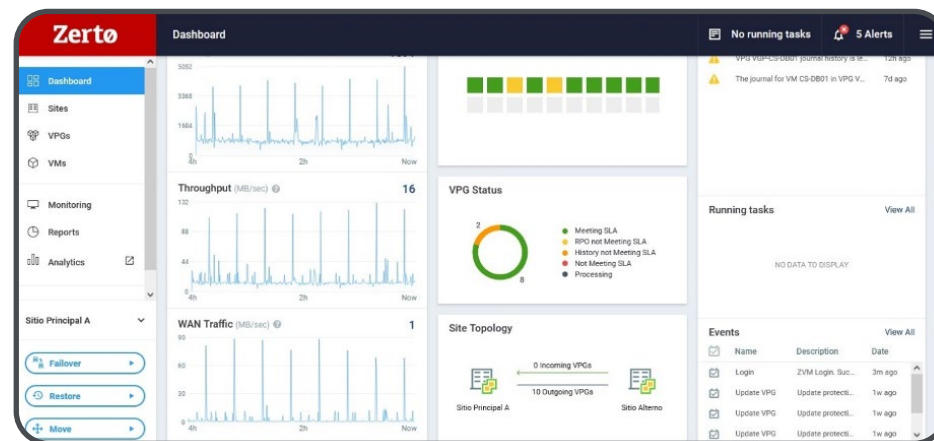 Zerto
Dashboard
No running tasks
5 Alerts
Dashboard
Sites
VPGs
VMs
Monitoring
Reports
Analytics
Sitio Principal A
Failover
Restore
Move
5052
3368
1684
0
4h
2h
Now
Throughput (MB/sec)
16
132
88
44
0
4h
2h
Now
WAN Traffic (MB/sec)
1
90
60
30
0
4h
2h
Now
VPG Status
2
8
Meeting SLA
RPO not Meeting SLA
History not Meeting SLA
Not Meeting SLA
Processing
Site Topology
0 Incoming VPGs
10 Outgoing VPGs
Sitio Principal A
Sitio Alterno
journal history is le... 12h ago
The journal for VM CS-DB01 in VPG V... 7d ago
Running tasks
View All
NO DATA TO DISPLAY
Events
View All
Name Description Date
Login ZVM Login. Suc... 3m ago
Update VPG Update protecti... 1w ago
Update VPG Update protecti... 1w ago
Update VPG Update protecti... 1w ago